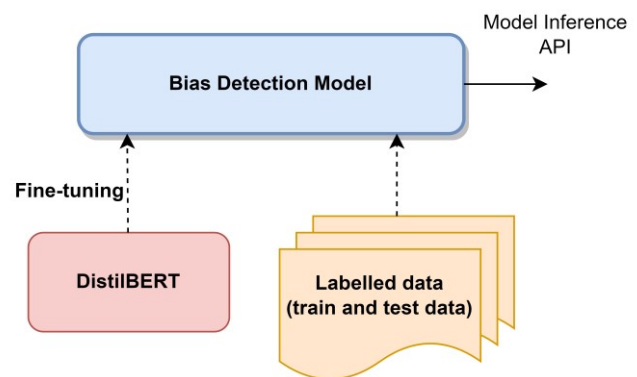 Model Inference
API
Bias Detection Model
Fine-tuning
DistilBERT
Labelled data
(train and test data)